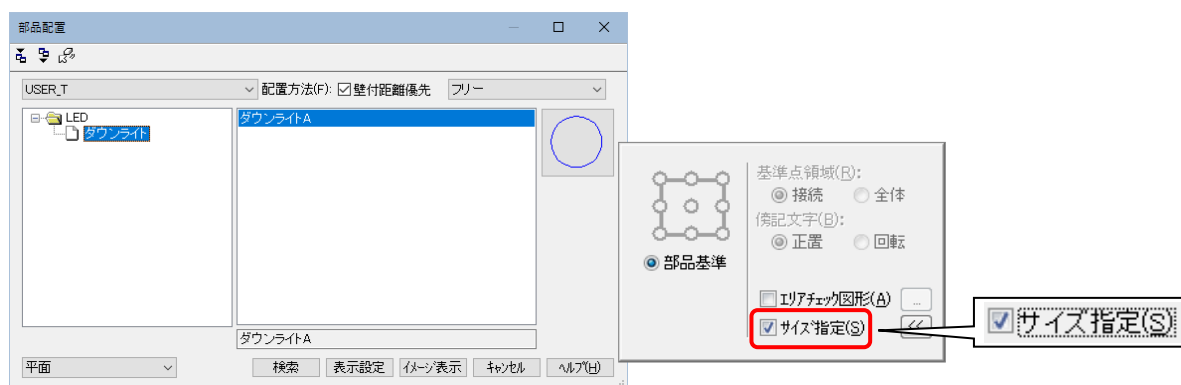 部品配置
USER_T 配置方法(F): 壁付距離優先 フリー
LED
ダウンライト
ダウンライトA
ダウンライトA
平面 検索 表示設定 イメージ表示 キャンセル ヘルプ(H)
基準点領域(R):
接続 全体
傍記文字(B):
正置 回転
部品基準
エリアチェック図形(A) ...
サイズ指定(S) <<
サイズ指定(S)